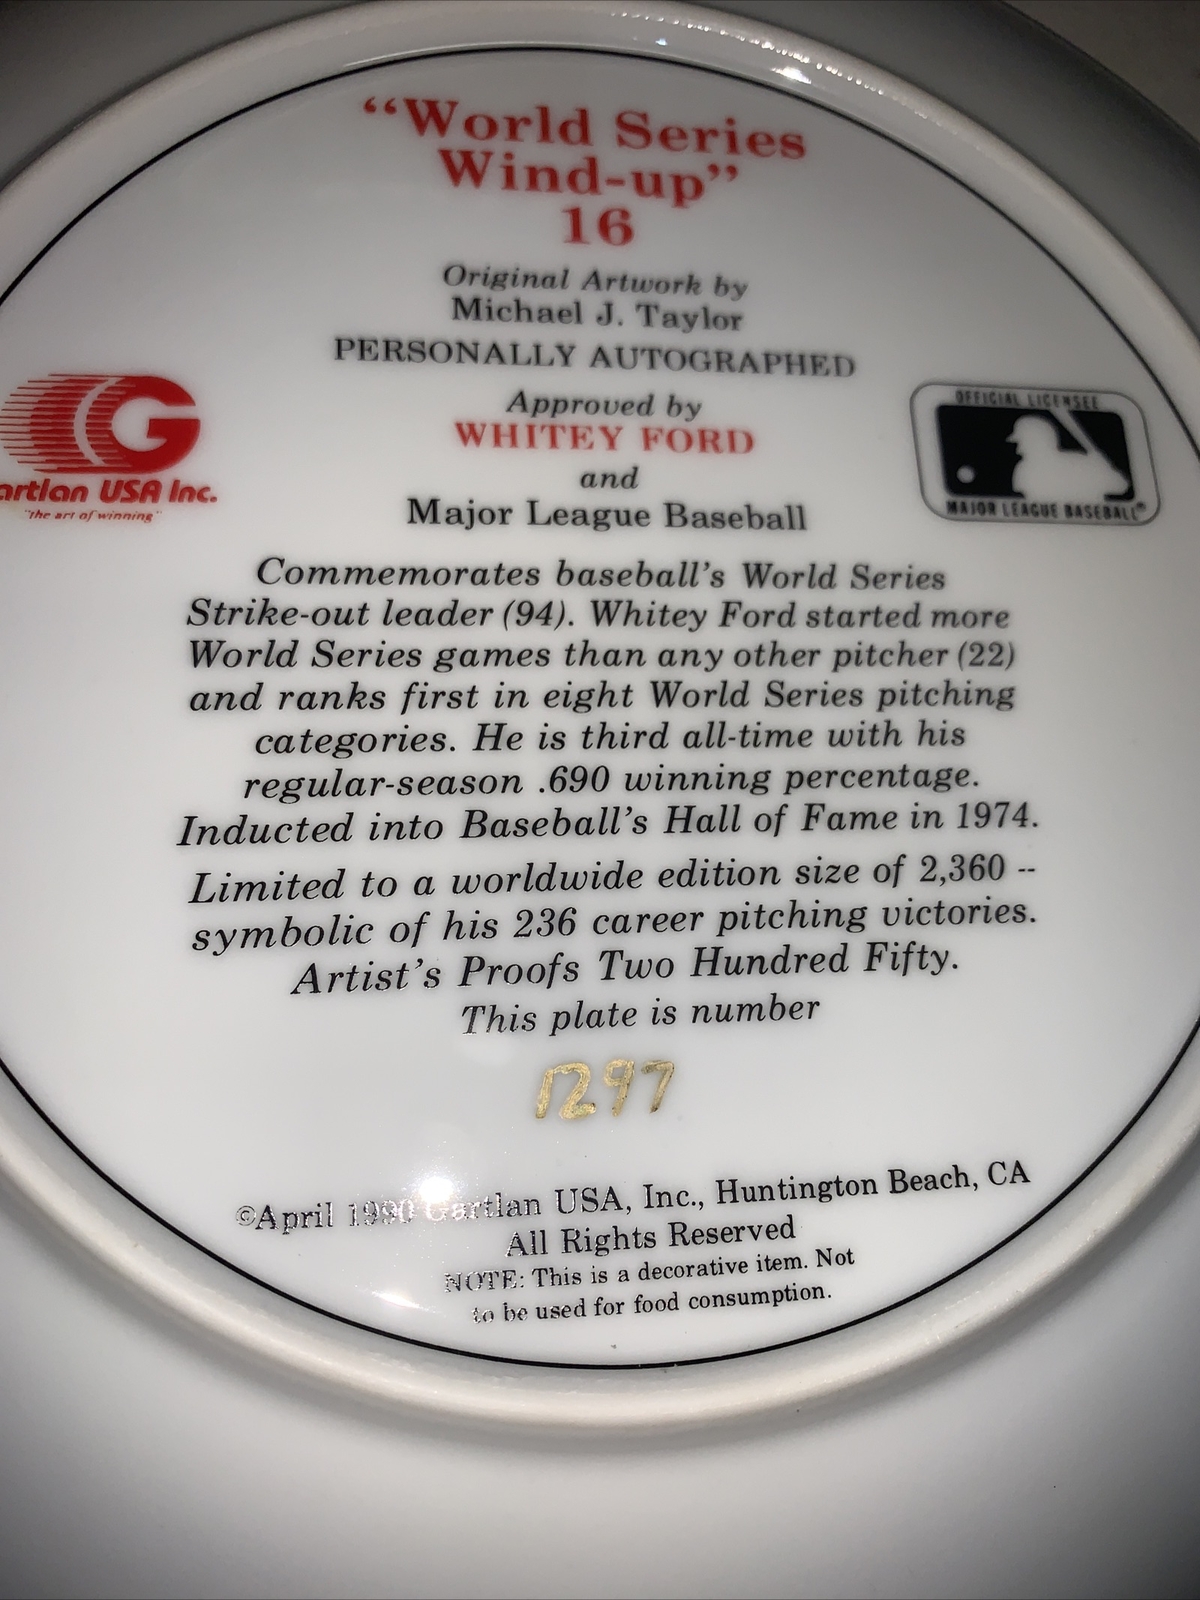 “World Series
Wind-up”
16
Original Artwork by
Michael J. Taylor
PERSONALLY AUTOGRAPHED
Approved by
WHITEY FORD
and
Major League Baseball
G
artlan USA Inc.
"the art of winning"
OFFICIAL LICENSEE
MAJOR LEAGUE BASEBALL®
Commemorates baseball's World Series
Strike-out leader (94). Whitey Ford started more
World Series games than any other pitcher (22)
and ranks first in eight World Series pitching
categories. He is third all-time with his
regular-season .690 winning percentage.
Inducted into Baseball's Hall of Fame in 1974.
Limited to a worldwide edition size of 2,360 --
symbolic of his 236 career pitching victories.
Artist's Proofs Two Hundred Fifty.
This plate is number
1297
©April 1990 Gartlan USA, Inc., Huntington Beach, CA
All Rights Reserved
NOTE: This is a decorative item. Not
to be used for food consumption.